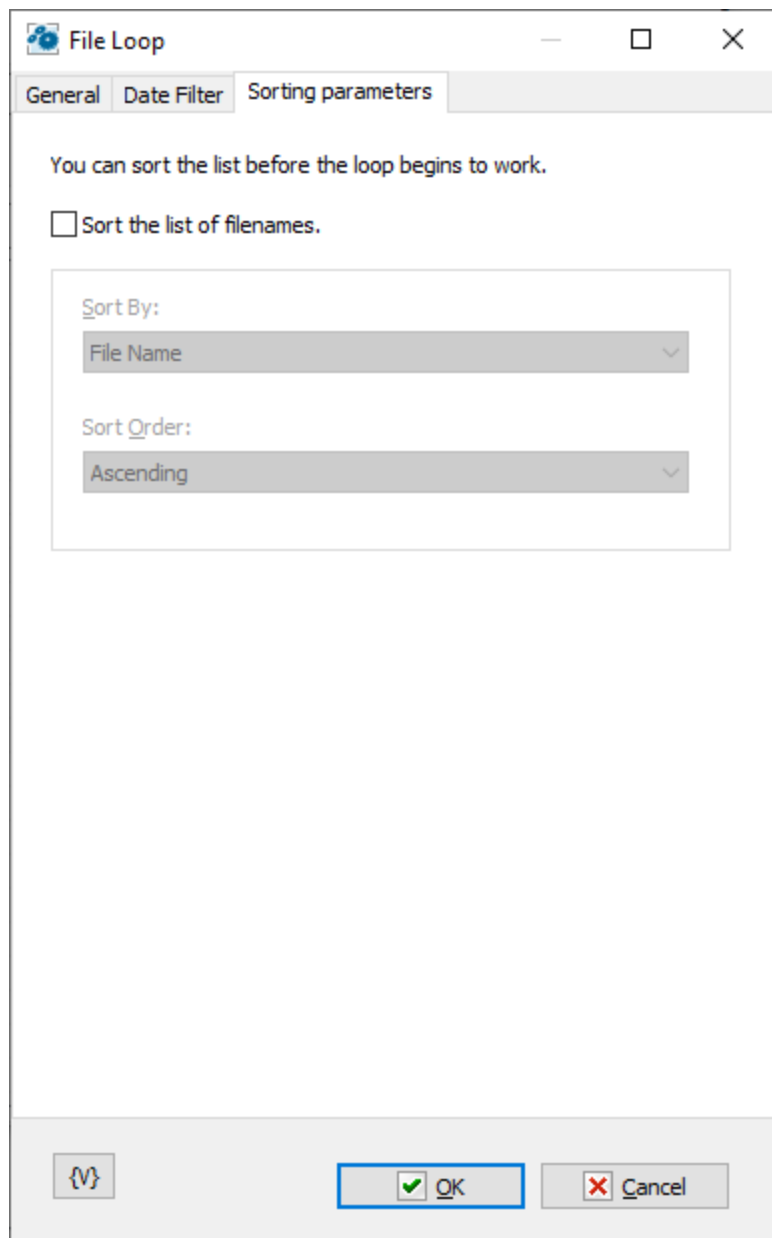 File Loop
General Date Filter Sorting parameters
You can sort the list before the loop begins to work.
Sort the list of filenames.
Sort By:
File Name
Sort Order:
Ascending
{V} OK Cancel